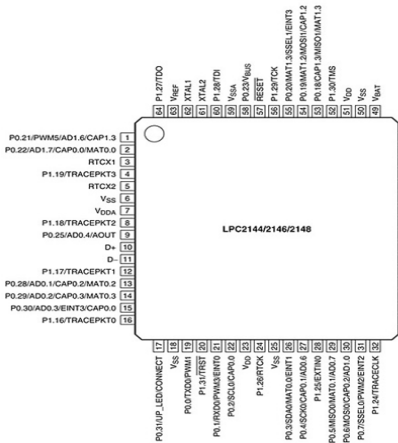 64 P1.27/TDO
63 VREF
62 XTAL1
61 XTAL2
60 P1.28/TDI
59 VSSA
58 P0.23/VBUS
57 RESET
56 P1.29/TCK
55 P0.20/MAT1.3/SSEL1/EINT3
54 P0.19/MAT1.2/MOSI1/CAP1.2
53 P0.18/CAP1.3/MISO1/MAT1.3
52 P1.30/TMS
51 VDD
50 VSS
49 VBAT
P0.21/PWM5/AD1.6/CAP1.3 1
P0.22/AD1.7/CAP0.0/MAT0.0 2
RTCX1 3
P1.19/TRACEPKT3 4
RTCX2 5
VSS 6
VDDA 7
P1.18/TRACEPKT2 8
P0.25/AD0.4/AOUT 9
D+ 10
D− 11
P1.17/TRACEPKT1 12
P0.28/AD0.1/CAP0.2/MAT0.2 13
P0.29/AD0.2/CAP0.3/MAT0.3 14
P0.30/AD0.3/EINT3/CAP0.0 15
P1.16/TRACEPKT0 16
LPC2144/2146/2148
P0.31/UP_LED/CONNECT 17
VSS 18
P0.0/TXD0/PWM1 19
P1.31/TRST 20
P0.1/RXD0/PWM3/EINT0 21
P0.2/SCL0/CAP0.0 22
VDD 23
P1.26/RTCK 24
VSS 25
P0.3/SDA0/MAT0.0/EINT1 26
P0.4/SCK0/CAP0.1/AD0.6 27
P1.25/EXTIN0 28
P0.5/MISO0/MAT0.1/AD0.7 29
P0.6/MOSI0/CAP0.2/AD1.0 30
P0.7/SSEL0/PWM2/EINT2 31
P1.24/TRACECLK 32